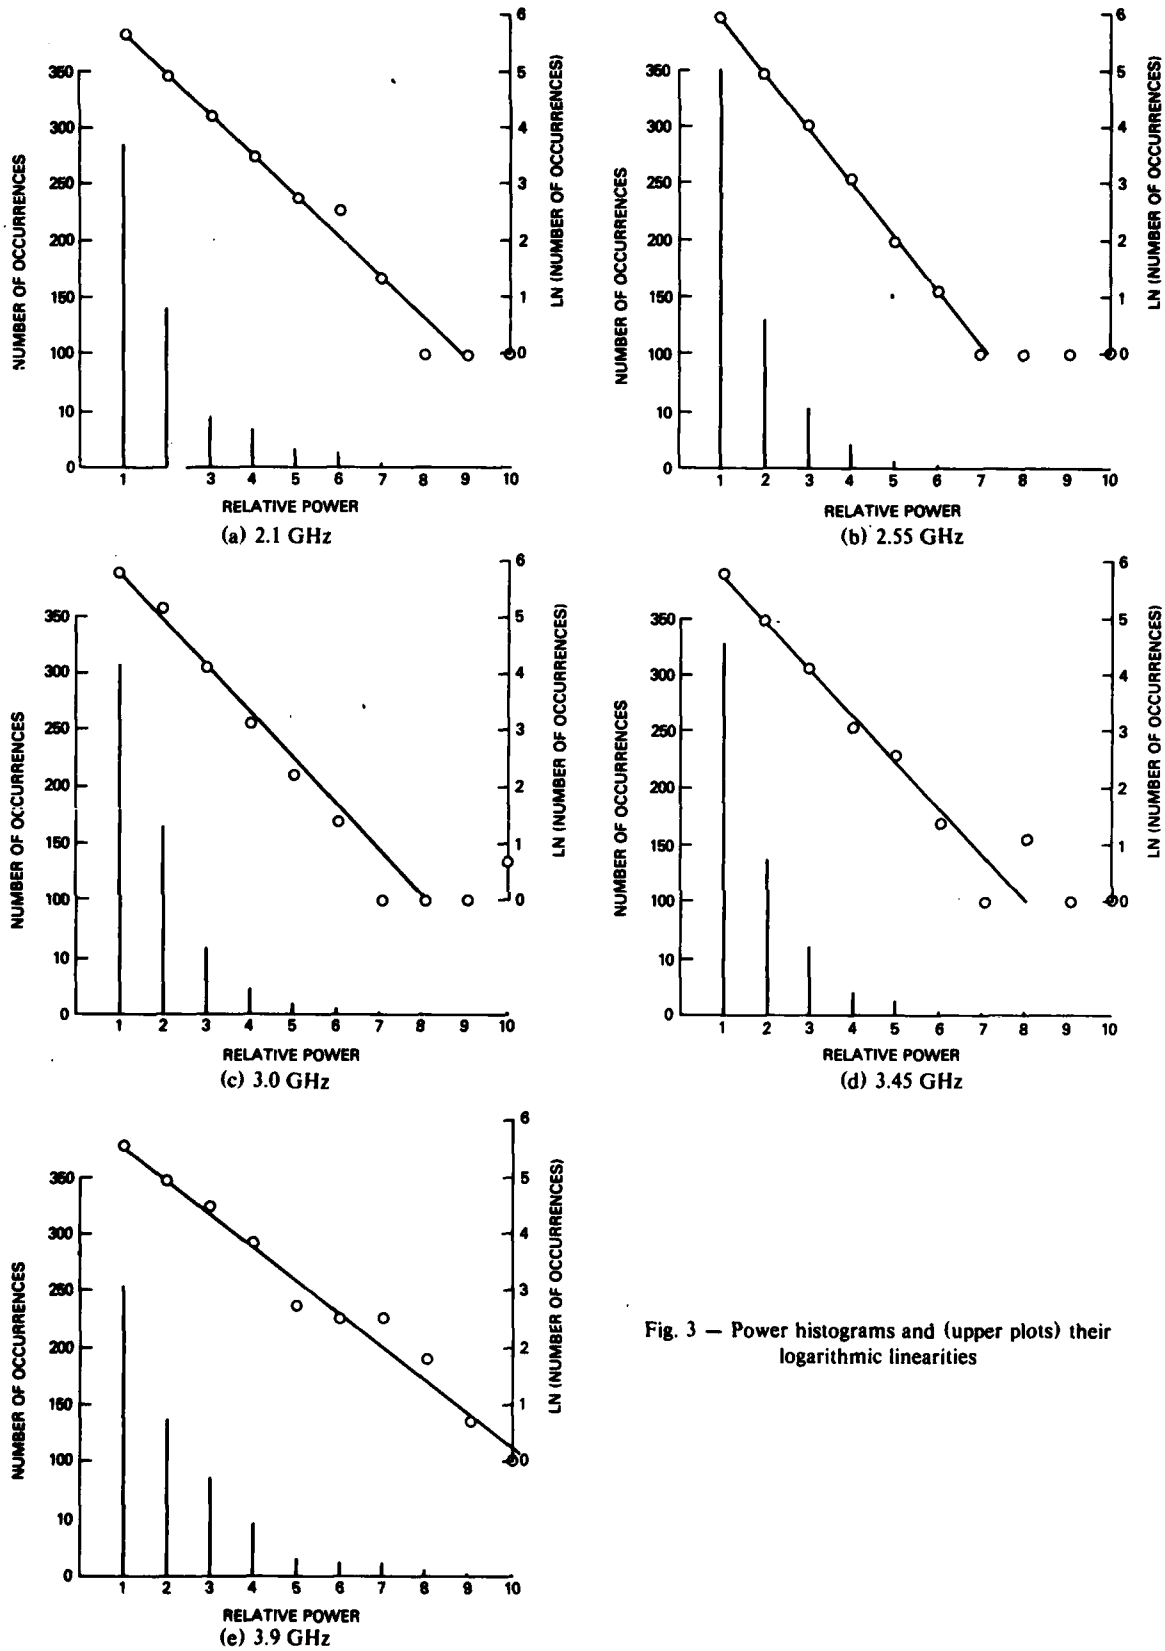 6
5
4
3
2
1
0
350
300
250
200
150
100
10
0
NUMBER OF OCCURRENCES
LN (NUMBER OF OCCURRENCES)
1 2 3 4 5 6 7 8 9 10
RELATIVE POWER
(a) 2.1 GHz
6
5
4
3
2
1
0
350
300
250
200
150
100
10
0
NUMBER OF OCCURRENCES
LN (NUMBER OF OCCURRENCES)
1 2 3 4 5 6 7 8 9 10
RELATIVE POWER
(b) 2.55 GHz
6
5
4
3
2
1
0
350
300
250
200
150
100
10
0
NUMBER OF OCCURRENCES
LN (NUMBER OF OCCURRENCES)
1 2 3 4 5 6 7 8 9 10
RELATIVE POWER
(c) 3.0 GHz
6
5
4
3
2
1
0
350
300
250
200
150
100
10
0
NUMBER OF OCCURRENCES
LN (NUMBER OF OCCURRENCES)
1 2 3 4 5 6 7 8 9 10
RELATIVE POWER
(d) 3.45 GHz
6
5
4
3
2
1
0
350
300
250
200
150
100
10
0
NUMBER OF OCCURRENCES
LN (NUMBER OF OCCURRENCES)
1 2 3 4 5 6 7 8 9 10
RELATIVE POWER
(e) 3.9 GHz
Fig. 3 — Power histograms and (upper plots) their
logarithmic linearities